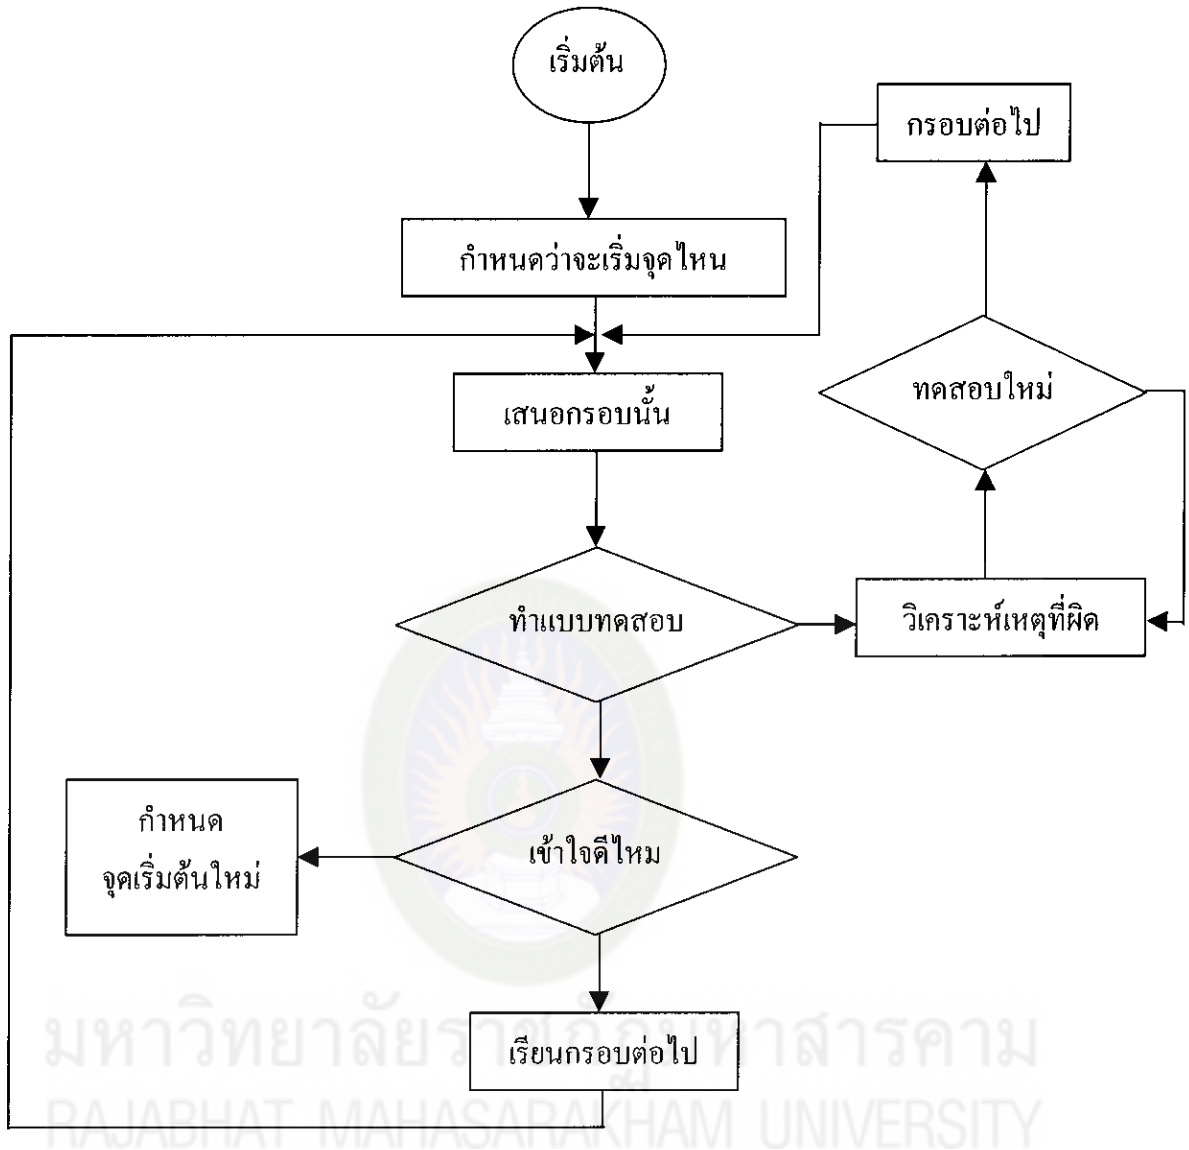 เริ่มต้น
กรอบต่อไป
กำหนดว่าจะเริ่มจุดไหน
เสนอกรอบนั้น
ทดสอบใหม่
ทำแบบทดสอบ
วิเคราะห์เหตุที่ผิด
เข้าใจดีไหม
กำหนด
จุดเริ่มต้นใหม่
เรียนกรอบต่อไป
มหาวิทยาลัยราชภัฏมหาสารคาม
RAJABHAT MAHASARAKHAM UNIVERSITY